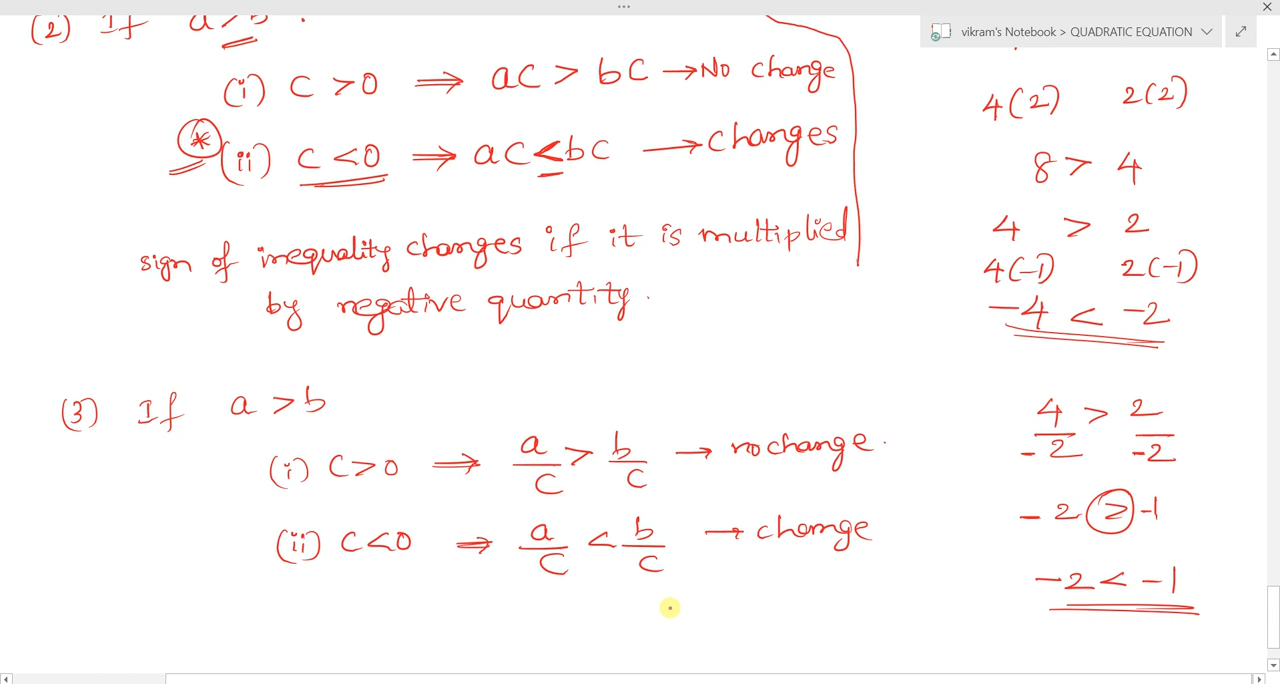 vikram's Notebook > QUADRATIC EQUATION
(2) If a > b .
(i) C > 0 ⟹ aC > bC → No change
* (ii) C < 0 ⟹ aC < bC → changes
sign of inequality changes if it is multiplied
by negative quantity.
(3) If a > b
(i) C > 0 ⟹ a/C > b/C → no change.
(ii) C < 0 ⟹ a/C < b/C → change
4(2) 2(2)
8 > 4
4 > 2
4(-1) 2(-1)
-4 < -2
4/-2 > 2/-2
-2 > -1
-2 < -1